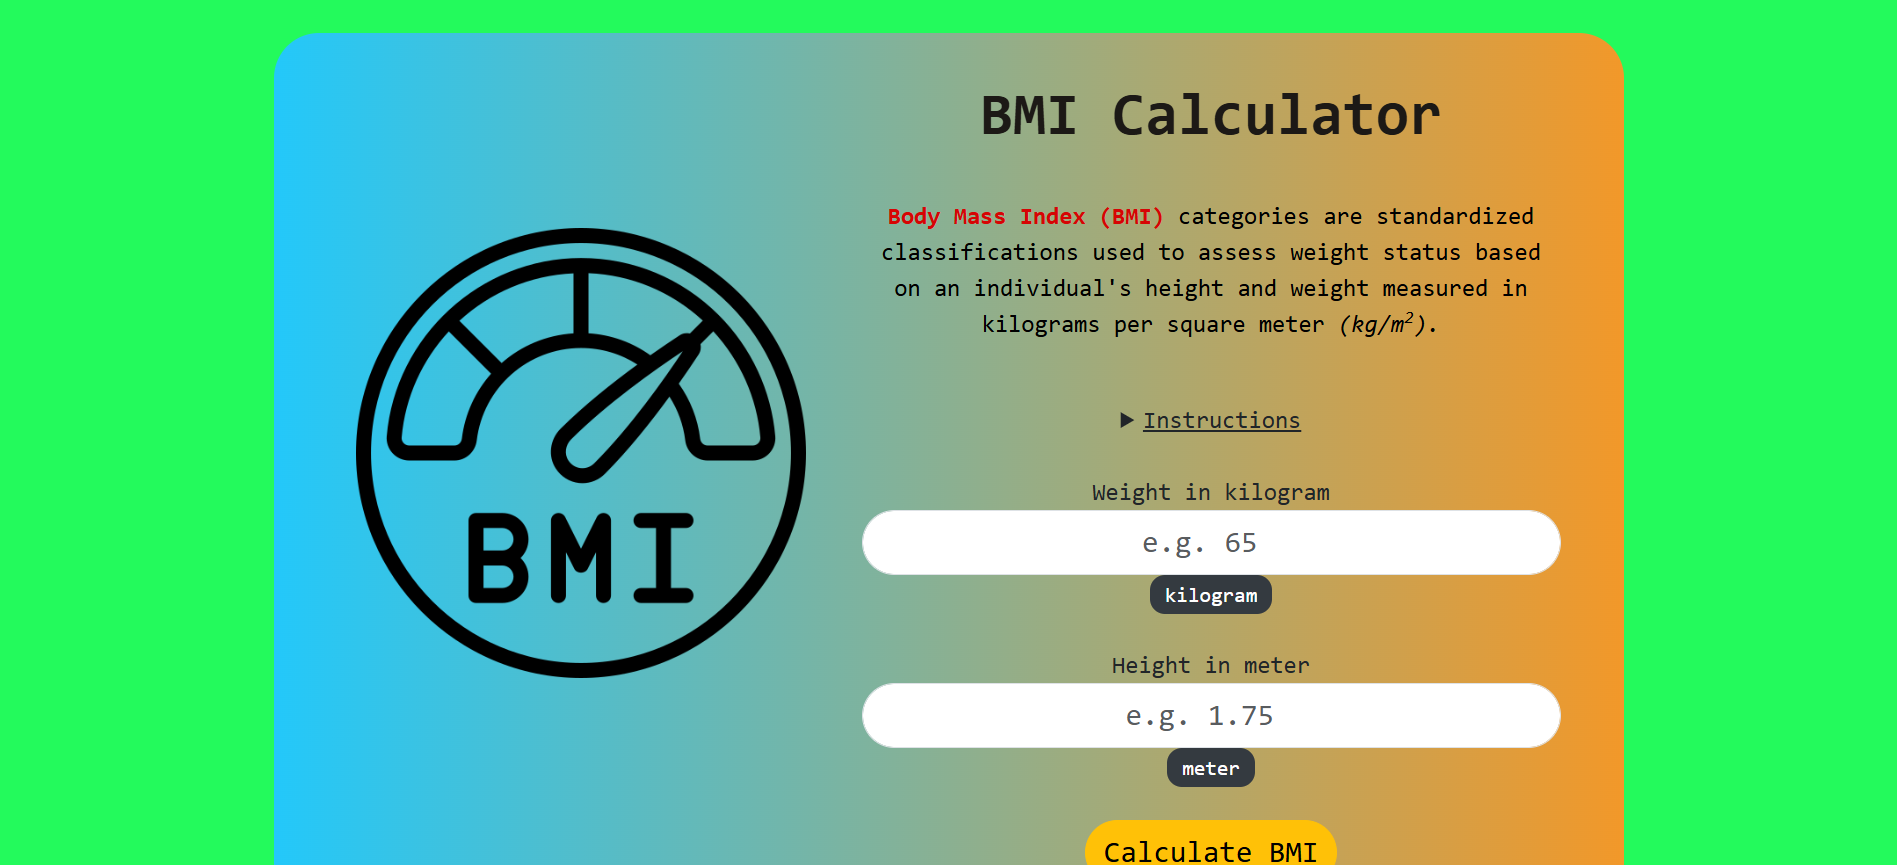 BMI Calculator
Body Mass Index (BMI) categories are standardized
classifications used to assess weight status based
on an individual's height and weight measured in
kilograms per square meter (kg/m²).
BMI
▶ Instructions
Weight in kilogram
e.g. 65
kilogram
Height in meter
e.g. 1.75
meter
Calculate BMI